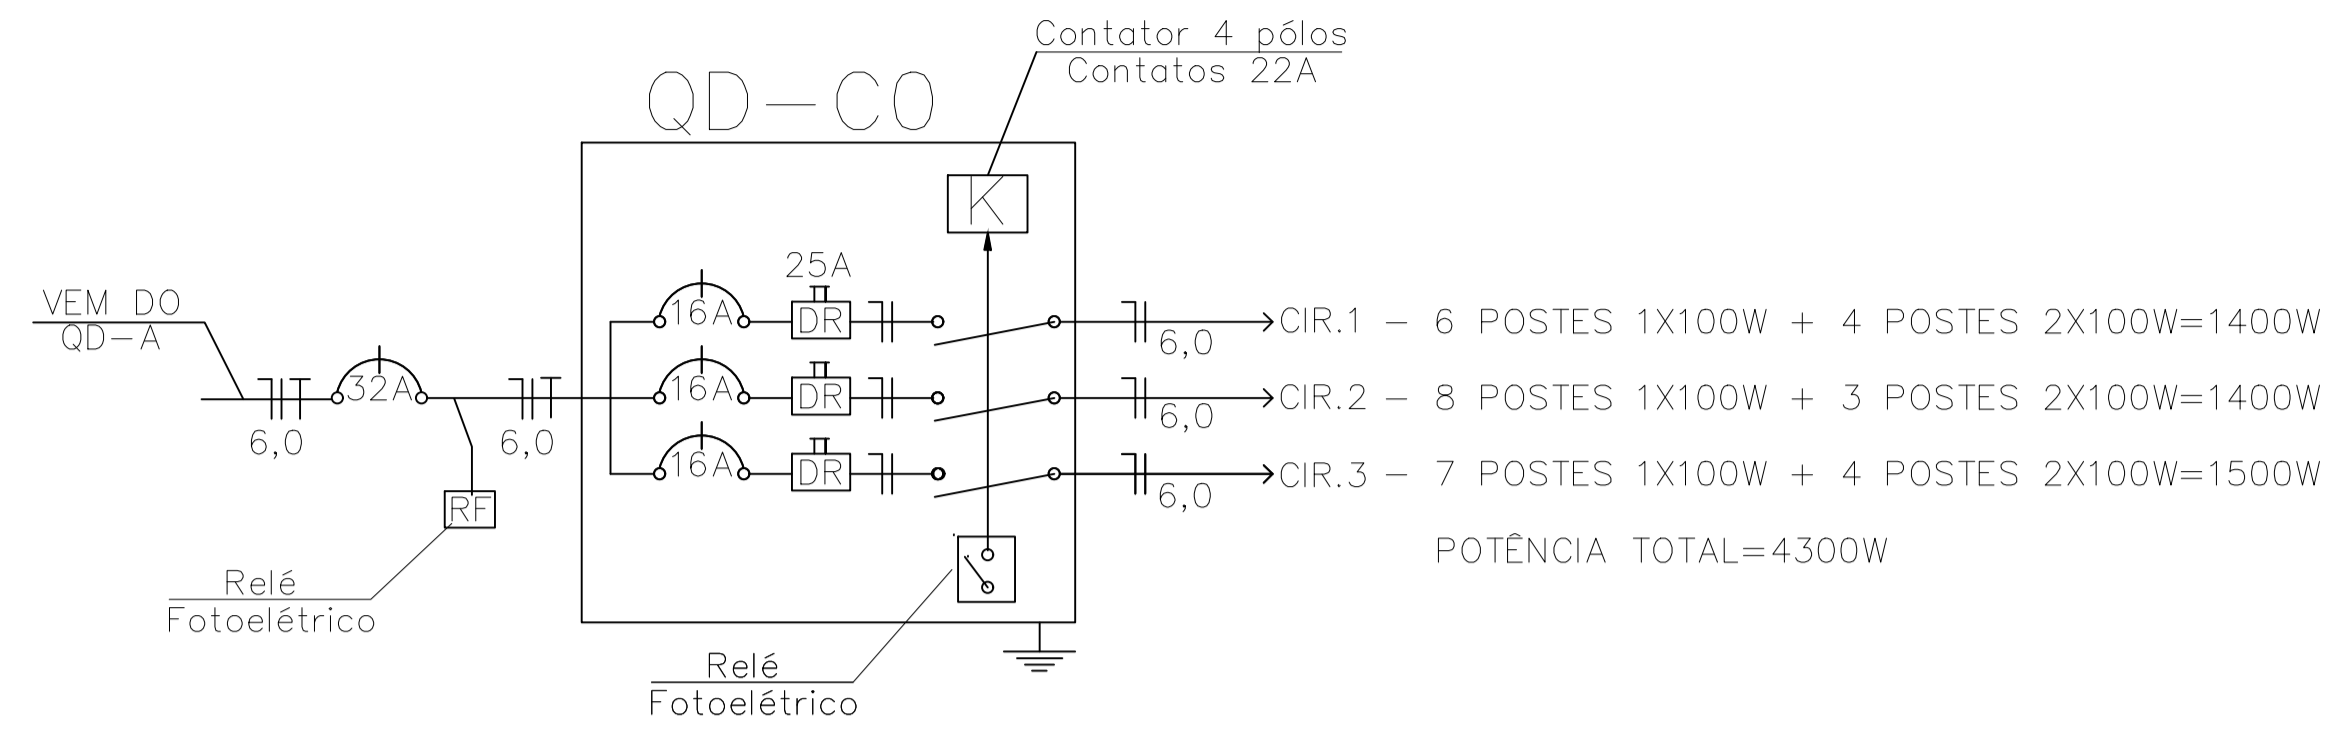 Contator 4 pólos
Contatos 22A
QD-CO
K
25A
VEM DO
QD-A
16A
DR
6,0
CIR.1 - 6 POSTES 1X100W + 4 POSTES 2X100W=1400W
32A
6,0
6,0
16A
DR
6,0
CIR.2 - 8 POSTES 1X100W + 3 POSTES 2X100W=1400W
16A
DR
6,0
CIR.3 - 7 POSTES 1X100W + 4 POSTES 2X100W=1500W
RF
POTÊNCIA TOTAL=4300W
Relé
Fotoelétrico
Relé
Fotoelétrico